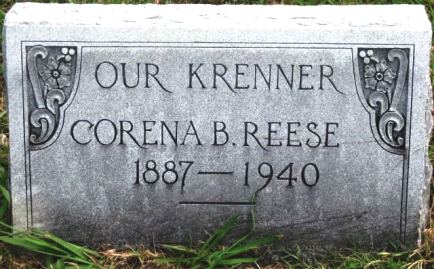 OUR KRENNER
CORENA B. REESE
1887 — 1940